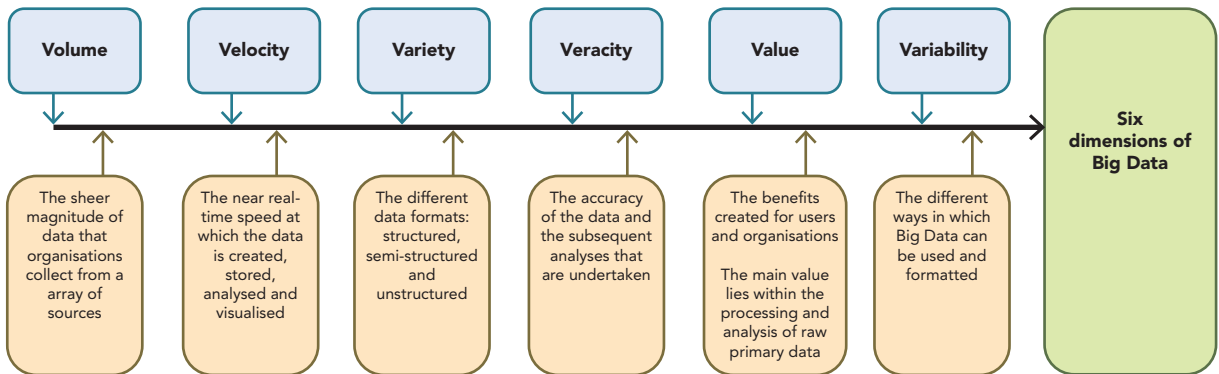 Volume
Velocity
Variety
Veracity
Value
Variability
Six
dimensions of
Big Data
The sheer
magnitude of
data that
organisations
collect from a
array of
sources
The near real-
time speed at
which the data
is created,
stored,
analysed and
visualised
The different
data formats:
structured,
semi-structured
and
unstructured
The accuracy
of the data and
the subsequent
analyses that
are undertaken
The benefits
created for users
and organisations
The main value
lies within the
processing and
analysis of raw
primary data
The different
ways in which
Big Data can
be used and
formatted